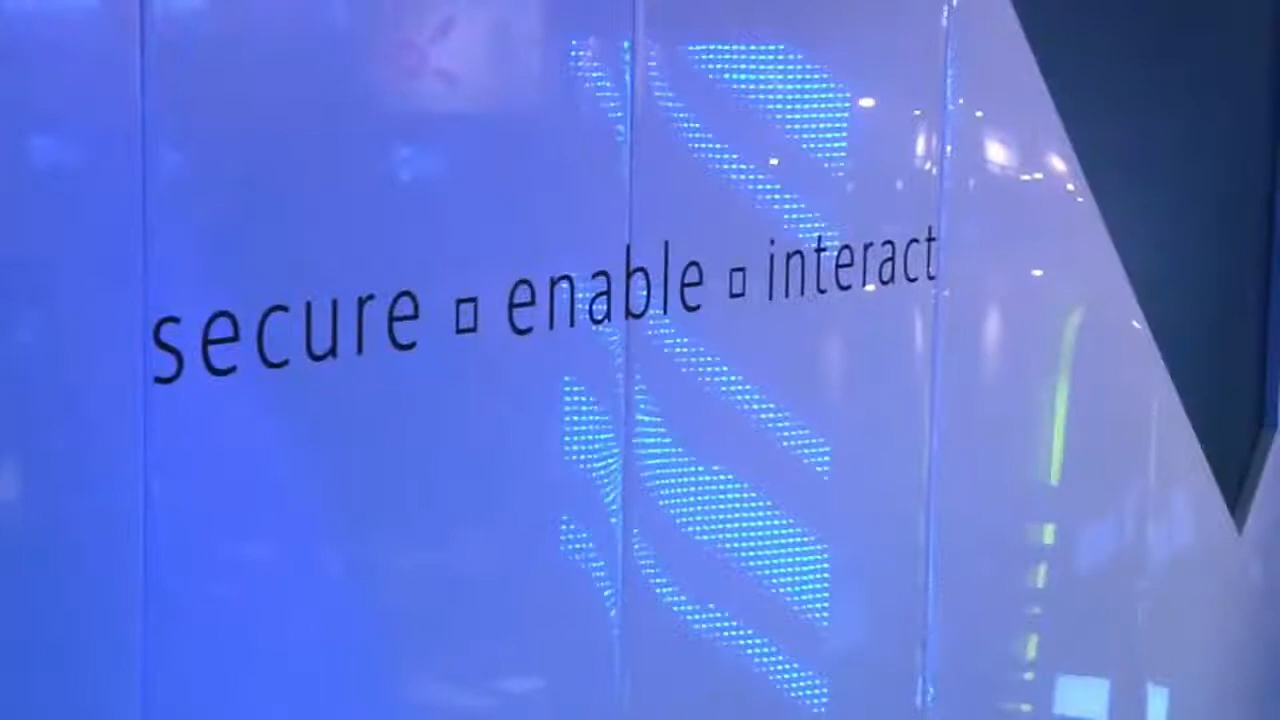 secure ▫ enable ▫ interact